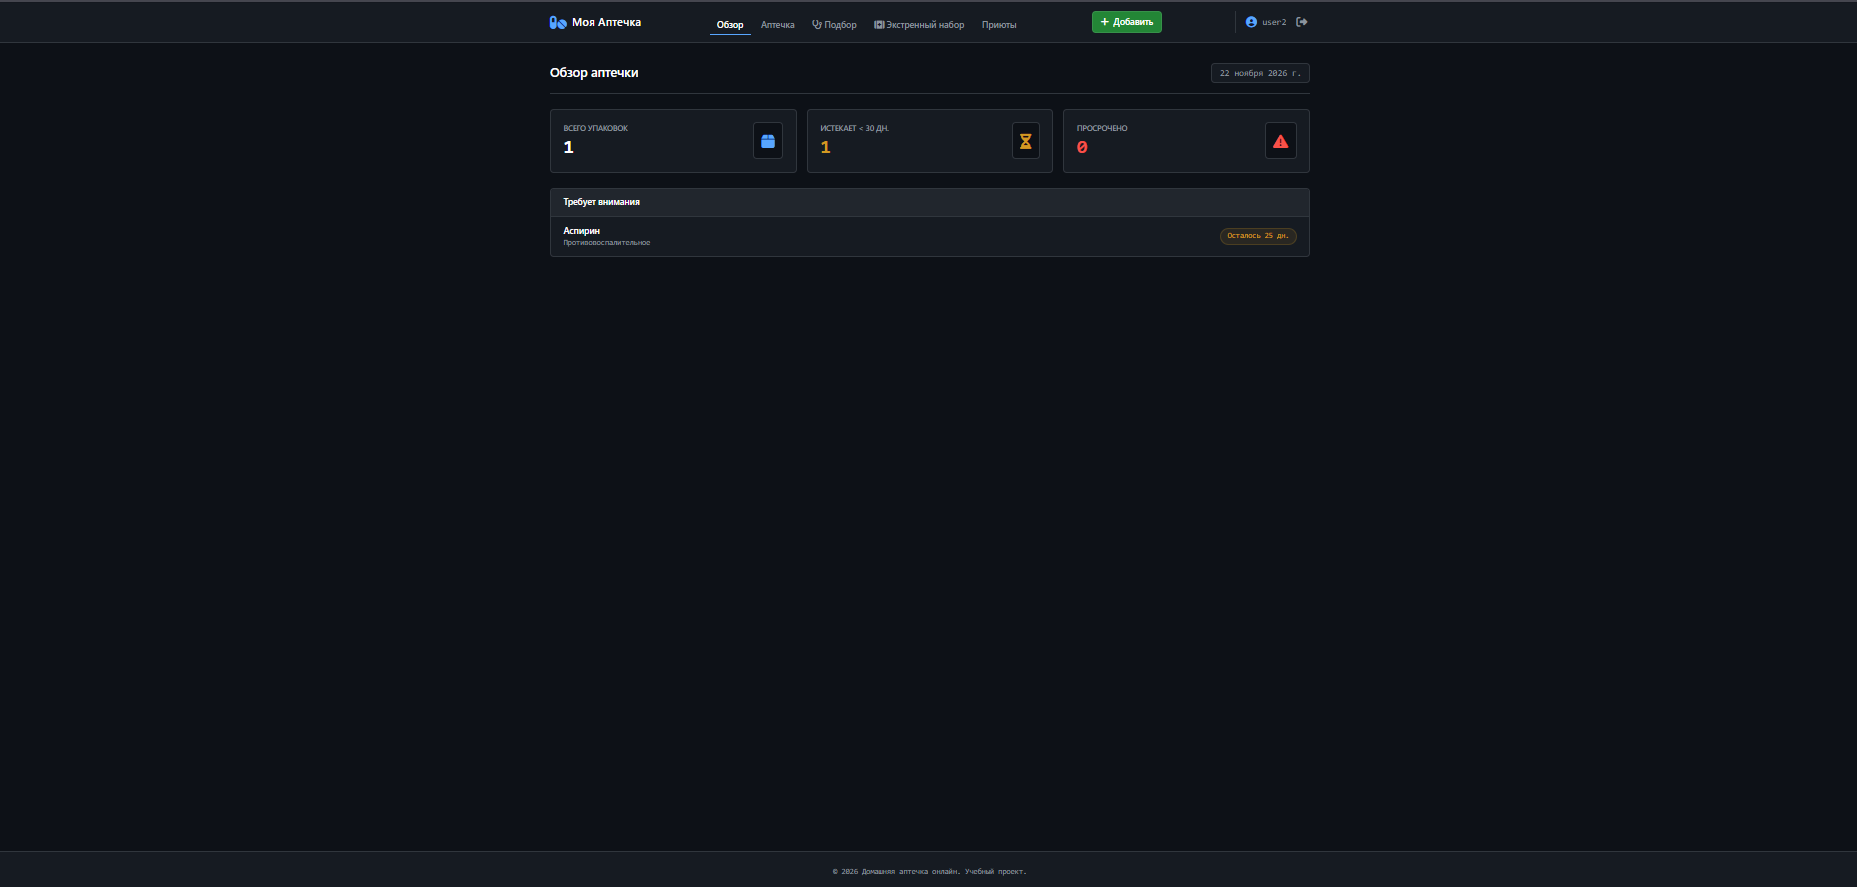 Моя Аптечка
Обзор
Аптечка
Подбор
Экстренный набор
Приюты
+ Добавить
user2
Обзор аптечки
22 ноября 2026 г.
ВСЕГО УПАКОВОК
1
ИСТЕКАЕТ < 30 ДН.
1
ПРОСРОЧЕНО
0
Требует внимания
Аспирин
Противовоспалительное
Осталось 25 дн.
© 2026 Домашняя аптечка онлайн. Учебный проект.